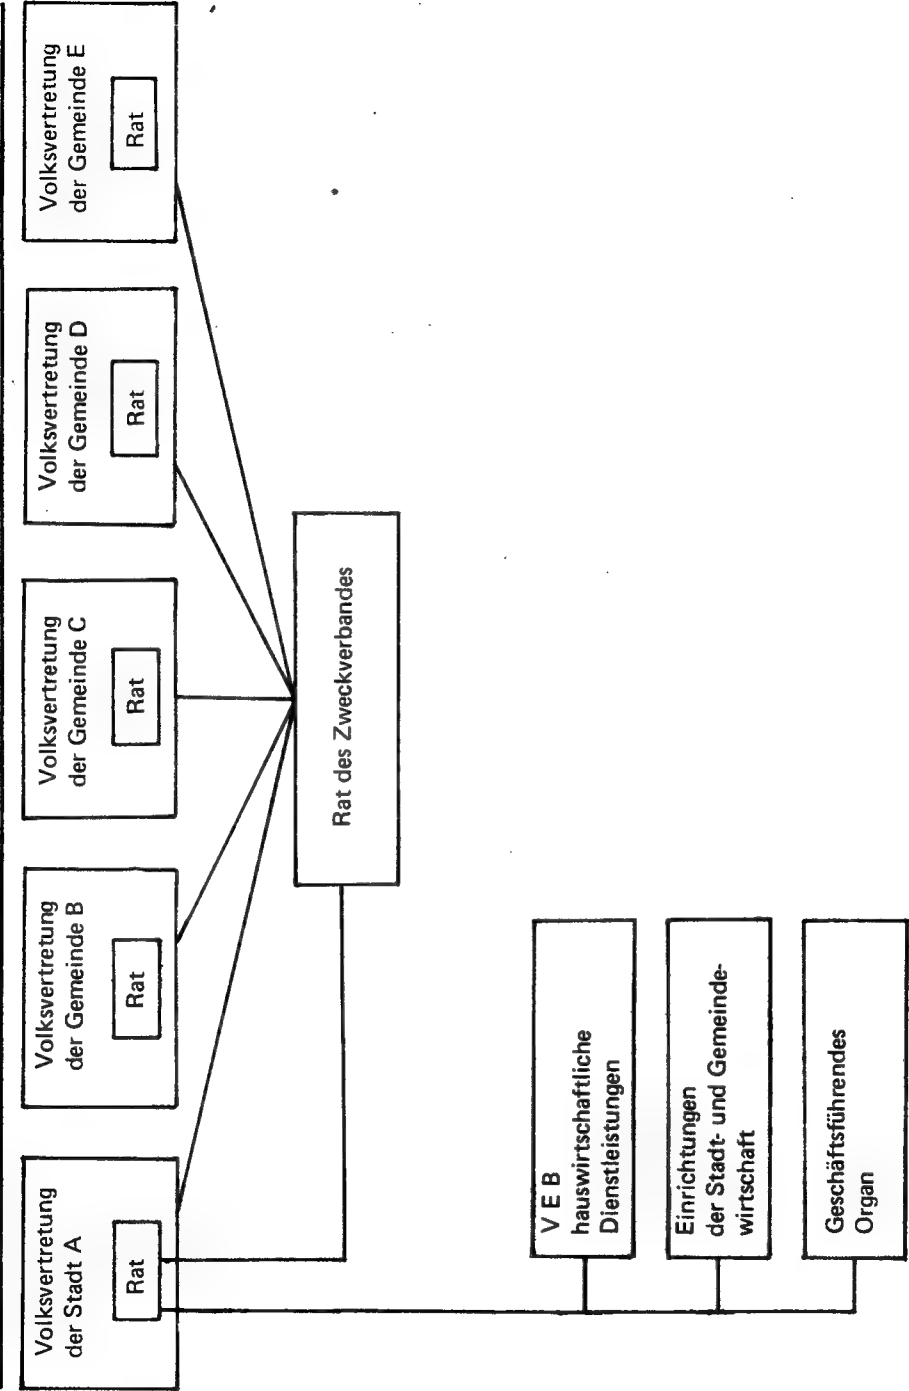 Volksvertretung
der Stadt A
Rat
Volksvertretung
der Gemeinde B
Rat
Volksvertretung
der Gemeinde C
Rat
Volksvertretung
der Gemeinde D
Rat
Volksvertretung
der Gemeinde E
Rat
Rat des Zweckverbandes
V E B
hauswirtschaftliche
Dienstleistungen
Einrichtungen
der Stadt- und Gemeinde-
wirtschaft
Geschäftsführendes
Organ